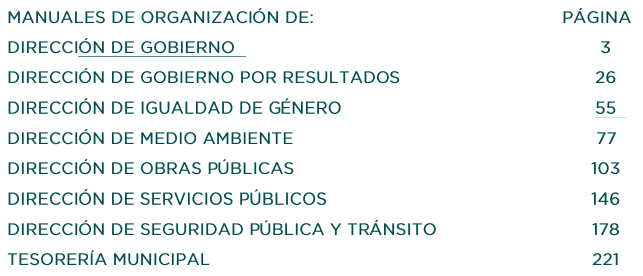 MANUALES DE ORGANIZACIÓN DE: PÁGINA
DIRECCIÓN DE GOBIERNO 3
DIRECCIÓN DE GOBIERNO POR RESULTADOS 26
DIRECCIÓN DE IGUALDAD DE GÉNERO 55
DIRECCIÓN DE MEDIO AMBIENTE 77
DIRECCIÓN DE OBRAS PÚBLICAS 103
DIRECCIÓN DE SERVICIOS PÚBLICOS 146
DIRECCIÓN DE SEGURIDAD PÚBLICA Y TRÁNSITO 178
TESORERÍA MUNICIPAL 221